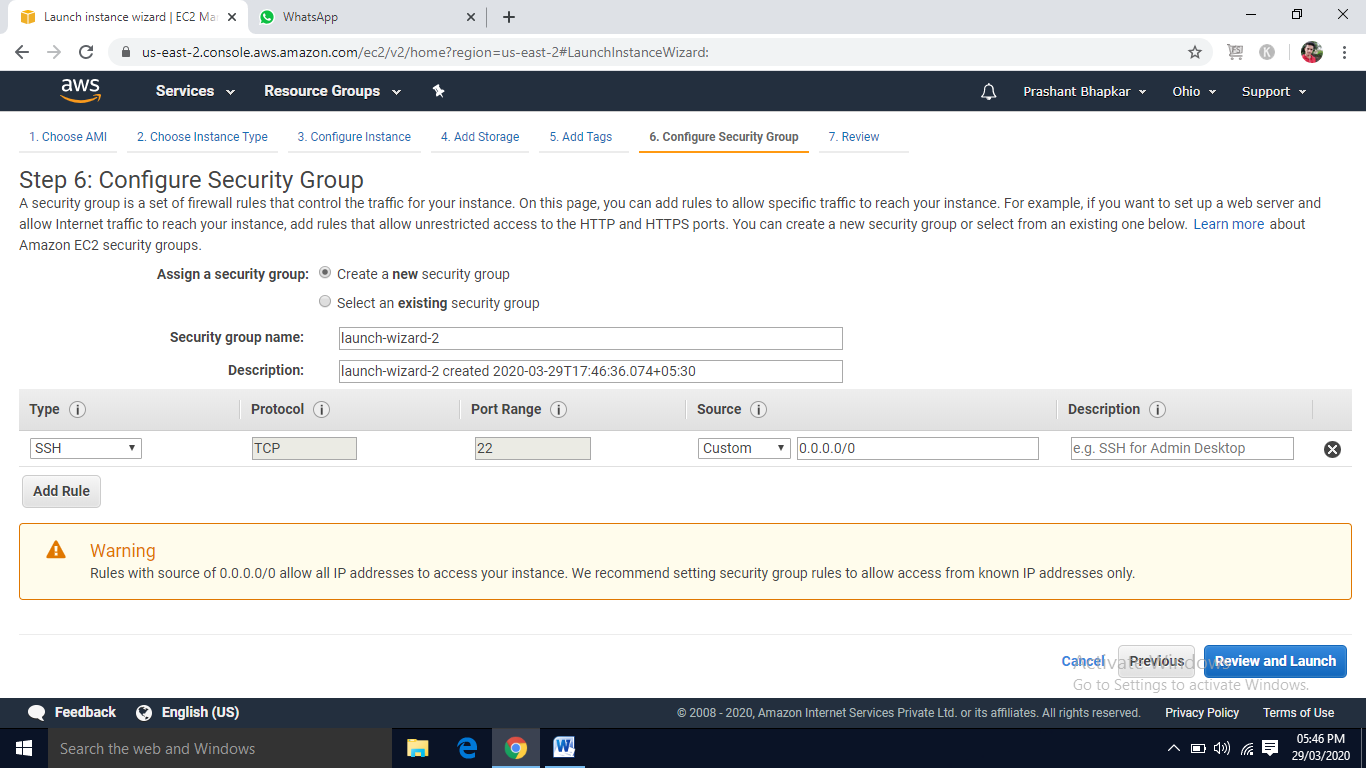 Launch instance wizard | EC2 Mar
WhatsApp
us-east-2.console.aws.amazon.com/ec2/v2/home?region=us-east-2#LaunchInstanceWizard:
K
aws
Services
Resource Groups
Prashant Bhapkar
Ohio
Support
1. Choose AMI
2. Choose Instance Type
3. Configure Instance
4. Add Storage
5. Add Tags
6. Configure Security Group
7. Review
Step 6: Configure Security Group
A security group is a set of firewall rules that control the traffic for your instance. On this page, you can add rules to allow specific traffic to reach your instance. For example, if you want to set up a web server and
allow Internet traffic to reach your instance, add rules that allow unrestricted access to the HTTP and HTTPS ports. You can create a new security group or select from an existing one below. Learn more about
Amazon EC2 security groups.
Assign a security group: Create a new security group
Select an existing security group
Security group name: launch-wizard-2
Description: launch-wizard-2 created 2020-03-29T17:46:36.074+05:30
Type i Protocol i Port Range i Source i Description i
SSH TCP 22 Custom 0.0.0.0/0 e.g. SSH for Admin Desktop
Add Rule
Warning
Rules with source of 0.0.0.0/0 allow all IP addresses to access your instance. We recommend setting security group rules to allow access from known IP addresses only.
Cancel Previous Review and Launch
Activate Windows
Go to Settings to activate Windows.
Feedback English (US)
© 2008 - 2020, Amazon Internet Services Private Ltd. or its affiliates. All rights reserved. Privacy Policy Terms of Use
Search the web and Windows
W
05:46 PM
29/03/2020